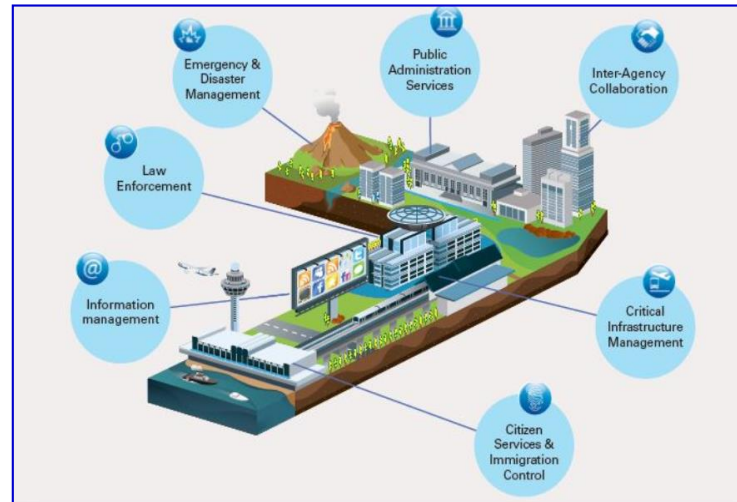 Emergency &
Disaster
Management
Public
Administration
Services
Inter-Agency
Collaboration
Law
Enforcement
@
Information
management
Critical
Infrastructure
Management
Citizen
Services &
Immigration
Control